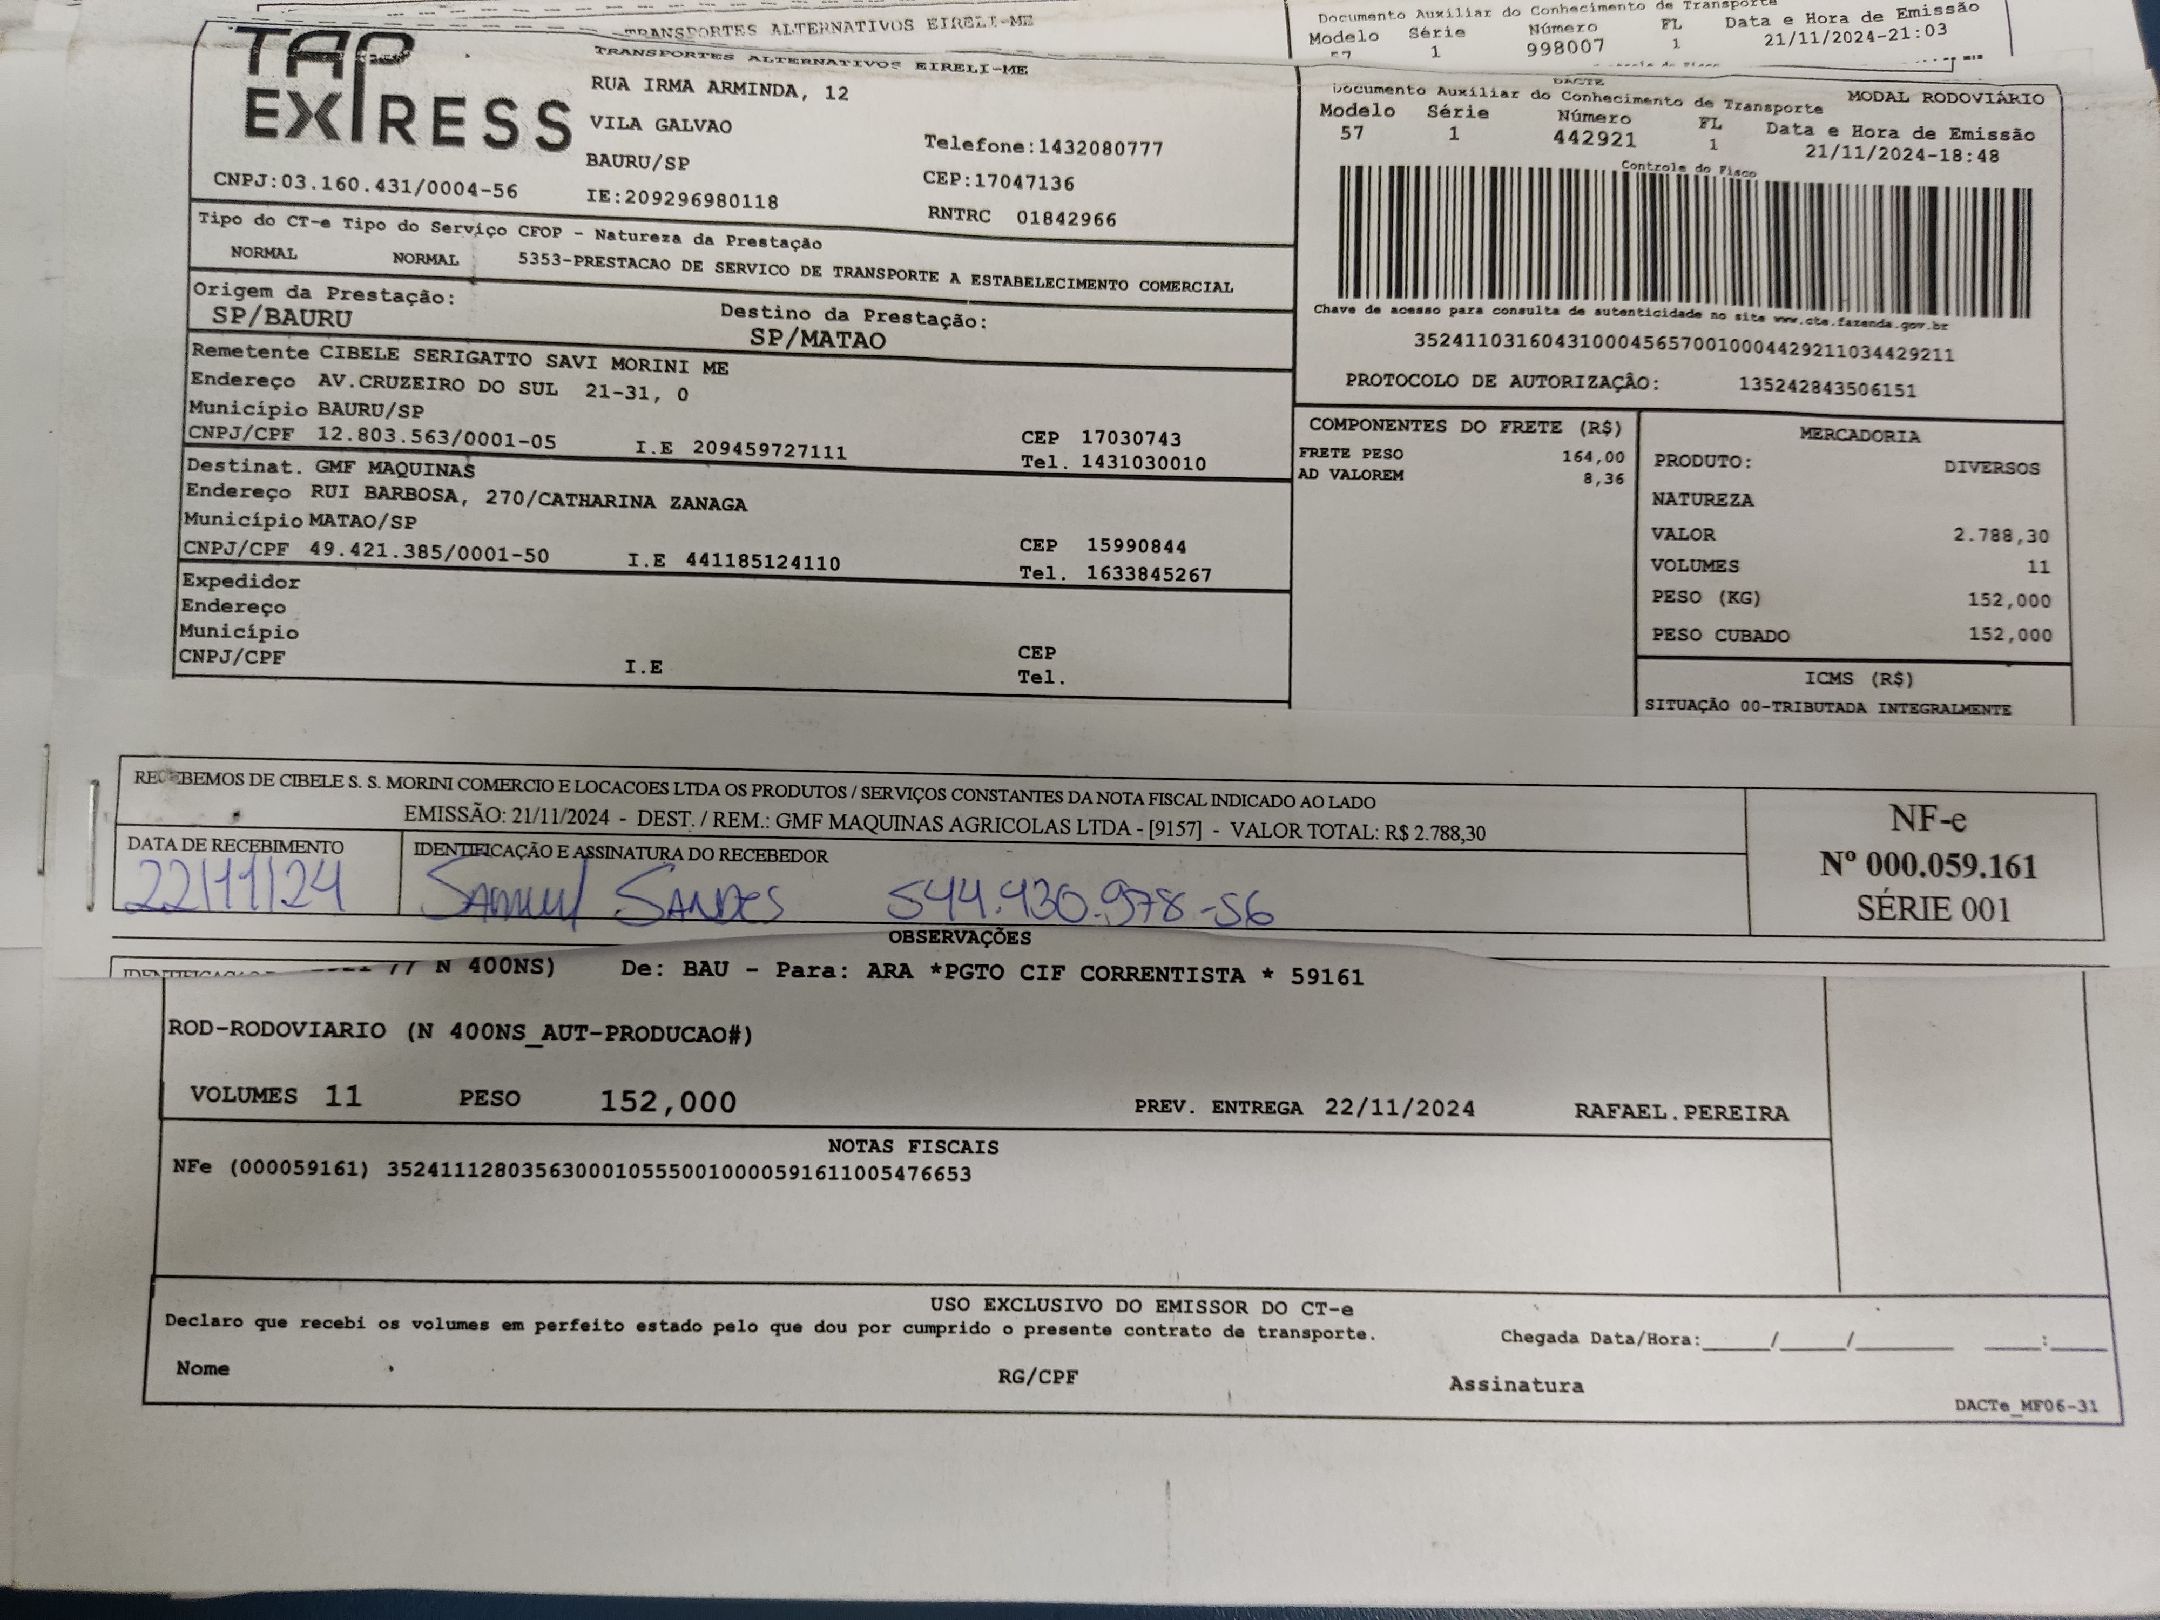 TRANSPORTES ALTERNATIVOS EIRELI-ME
Documento Auxiliar do Conhecimento de Transporte
Modelo Série Número FL Data e Hora de Emissão
57 1 998007 1 21/11/2024-21:03
TAP EXPRESS
TRANSPORTES ALTERNATIVOS EIRELI-ME
RUA IRMA ARMINDA, 12
VILA GALVAO Telefone:1432080777
BAURU/SP CEP:17047136
CNPJ:03.160.431/0004-56 IE:209296980118 RNTRC 01842966
DACTE
Documento Auxiliar do Conhecimento de Transporte MODAL RODOVIÁRIO
Modelo Série Número FL Data e Hora de Emissão
57 1 442921 1 21/11/2024-18:48
Controle do Fisco
Chave de acesso para consulta de autenticidade no site www.cte.fazenda.gov.br
35241103160431000456570010004429211034429211
PROTOCOLO DE AUTORIZAÇÂO: 135242843506151
Tipo do CT-e Tipo do Serviço CFOP - Natureza da Prestação
NORMAL NORMAL 5353-PRESTACAO DE SERVICO DE TRANSPORTE A ESTABELECIMENTO COMERCIAL
Origem da Prestação: Destino da Prestação:
SP/BAURU SP/MATAO
Remetente CIBELE SERIGATTO SAVI MORINI ME
Endereço AV.CRUZEIRO DO SUL 21-31, 0
Município BAURU/SP CEP 17030743
CNPJ/CPF 12.803.563/0001-05 I.E 209459727111 Tel. 1431030010
Destinat. GMF MAQUINAS
Endereço RUI BARBOSA, 270/CATHARINA ZANAGA
Município MATAO/SP CEP 15990844
CNPJ/CPF 49.421.385/0001-50 I.E 441185124110 Tel. 1633845267
Expedidor
Endereço
Município CEP
CNPJ/CPF I.E Tel.
COMPONENTES DO FRETE (R$)
FRETE PESO 164,00
AD VALOREM 8,36
MERCADORIA
PRODUTO: DIVERSOS
NATUREZA
VALOR 2.788,30
VOLUMES 11
PESO (KG) 152,000
PESO CUBADO 152,000
ICMS (R$)
SITUAÇÃO 00-TRIBUTADA INTEGRALMENTE
RECEBEMOS DE CIBELE S. S. MORINI COMERCIO E LOCACOES LTDA OS PRODUTOS / SERVIÇOS CONSTANTES DA NOTA FISCAL INDICADO AO LADO
EMISSÃO: 21/11/2024 - DEST. / REM.: GMF MAQUINAS AGRICOLAS LTDA - [9157] - VALOR TOTAL: R$ 2.788,30
DATA DE RECEBIMENTO IDENTIFICAÇÃO E ASSINATURA DO RECEBEDOR
22/11/24 Samuel Sandes 544.930.978-56
NF-e
Nº 000.059.161
SÉRIE 001
OBSERVAÇÕES
N 400NS) De: BAU - Para: ARA *PGTO CIF CORRENTISTA * 59161
ROD-RODOVIARIO (N 400NS_AUT-PRODUCAO#)
VOLUMES 11 PESO 152,000 PREV. ENTREGA 22/11/2024 RAFAEL.PEREIRA
NOTAS FISCAIS
NFe (000059161) 35241112803563000105550010000591611005476653
USO EXCLUSIVO DO EMISSOR DO CT-e
Declaro que recebi os volumes em perfeito estado pelo que dou por cumprido o presente contrato de transporte. Chegada Data/Hora:____/____/______ ____:____
Nome RG/CPF Assinatura
DACTe_MF06-31